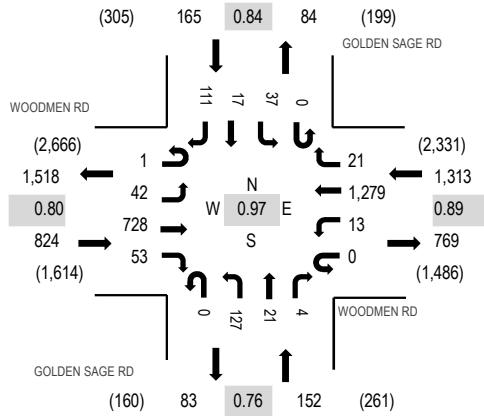 (305) 165 0.84 84 (199)
GOLDEN SAGE RD
111 17 37 0
WOODMEN RD
(2,666) (2,331)
1 21
1,518 1,313
42 N 1,279
0.80 W 0.97 E 0.89
728 13
824 S 769
53 0
(1,614) (1,486)
0 127 21 4
WOODMEN RD
GOLDEN SAGE RD
(160) 83 0.76 152 (261)